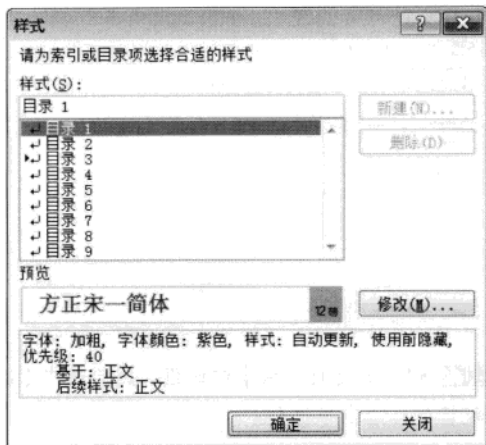 样式
请为索引或目录项选择合适的样式
样式(S):
目录 1
新建(N)...
目录 1
删除(D)
目录 2
目录 3
目录 4
目录 5
目录 6
目录 7
目录 8
目录 9
预览
方正宋一简体
修改(M)...
字体: 加粗, 字体颜色: 紫色, 样式: 自动更新, 使用前隐藏,
优先级: 40
基于: 正文
后续样式: 正文
确定
关闭